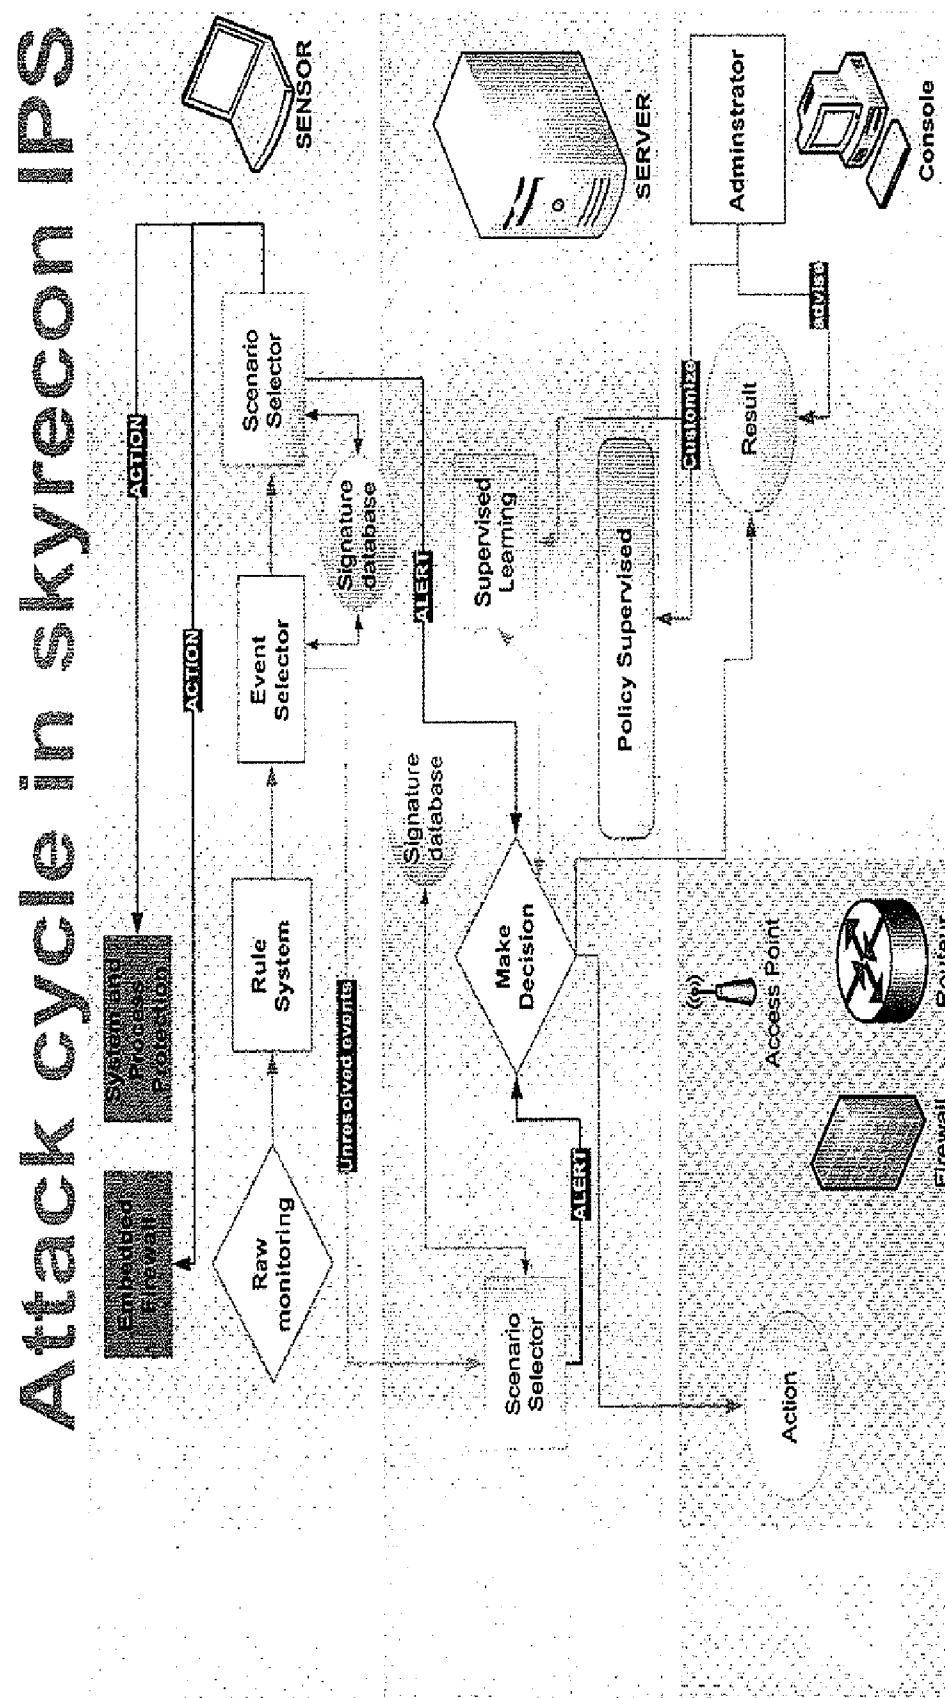 Attack cycle in skyrecon IPS
Embedded
Firewall
System and
Process
Protection
ACTION
ACTION
SENSOR
Raw
monitoring
Rule
System
Event
Selector
Scenario
Selector
Signature
database
Unresolved events
ALERT
Signature
database
Supervised
Learning
SERVER
Scenario
Selector
ALERT
Make
Decision
Policy Supervised
Customize
advise
Result
Adminstrator
Console
Action
Access Point
Firewall
Routeur